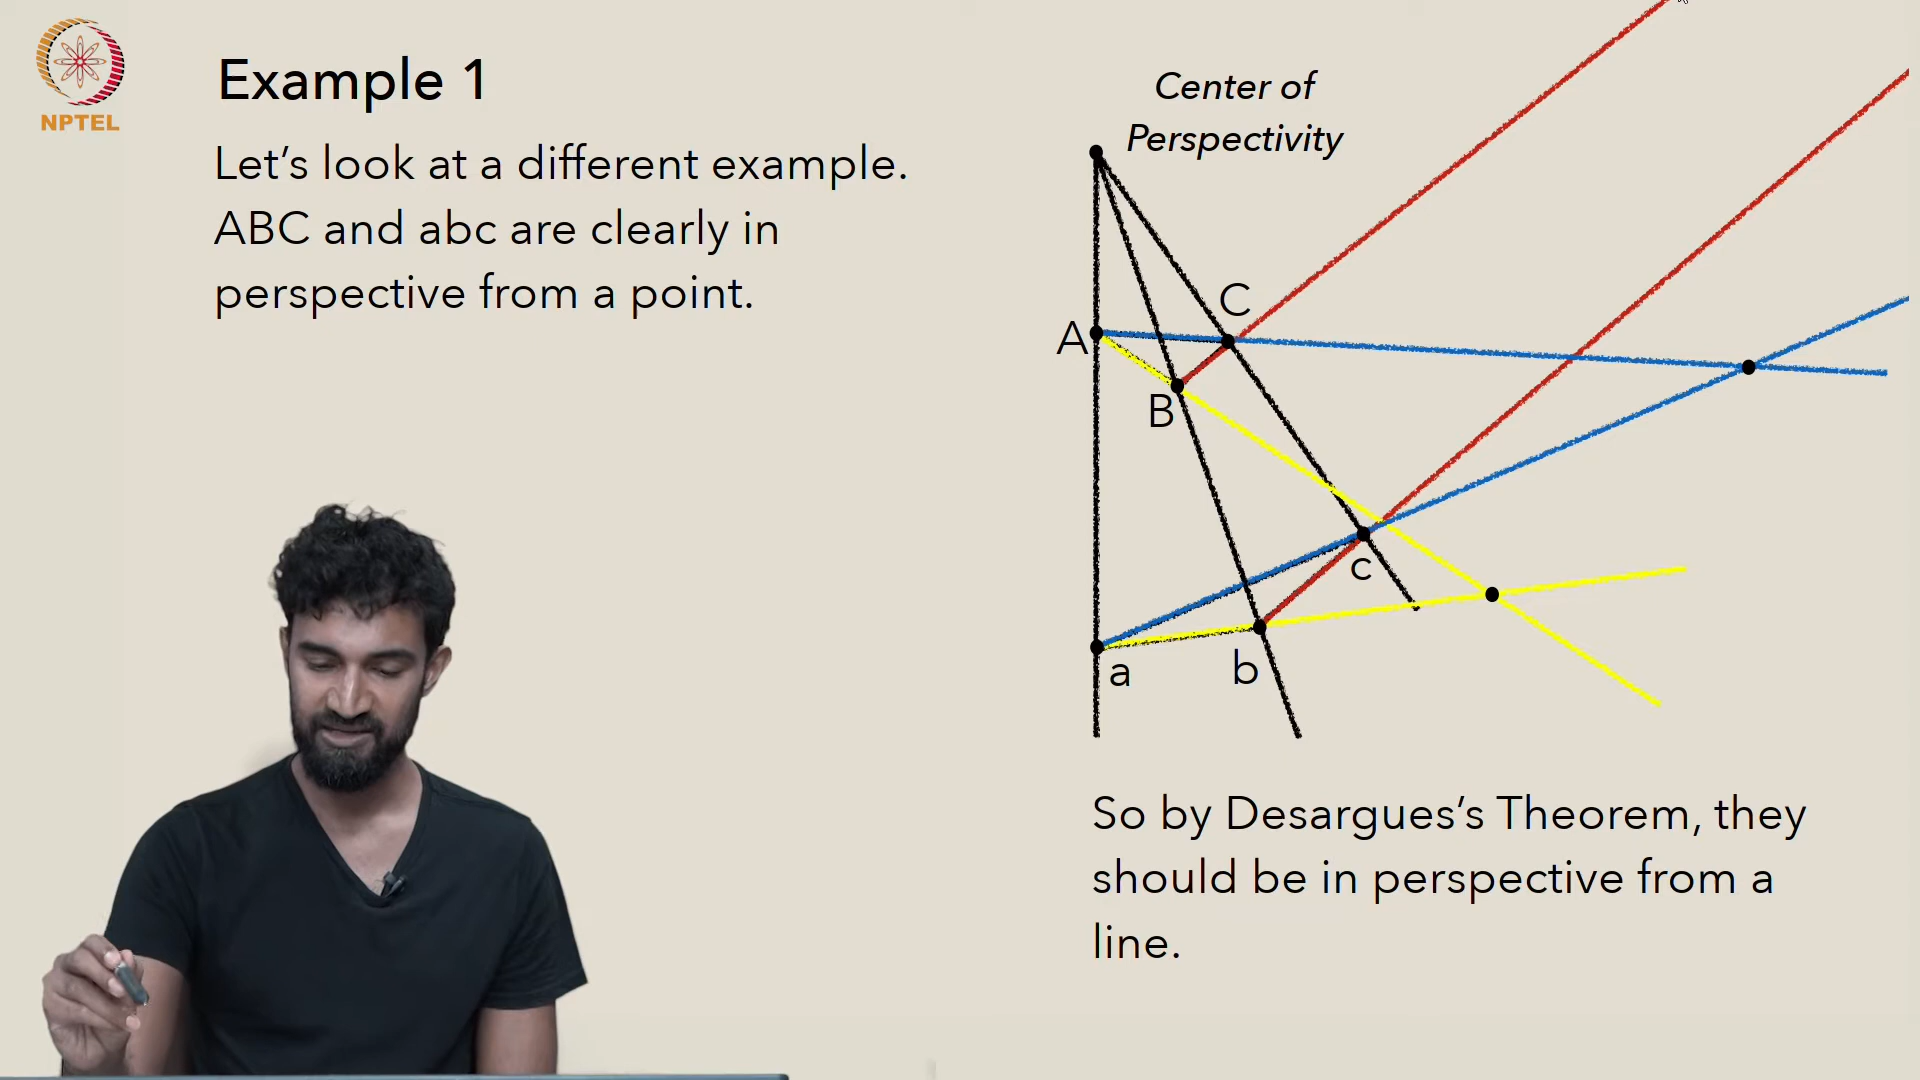 NPTEL
Example 1
Let’s look at a different example.
ABC and abc are clearly in
perspective from a point.
Center of
Perspectivity
C
A
B
c
a
b
So by Desargues’s Theorem, they
should be in perspective from a
line.